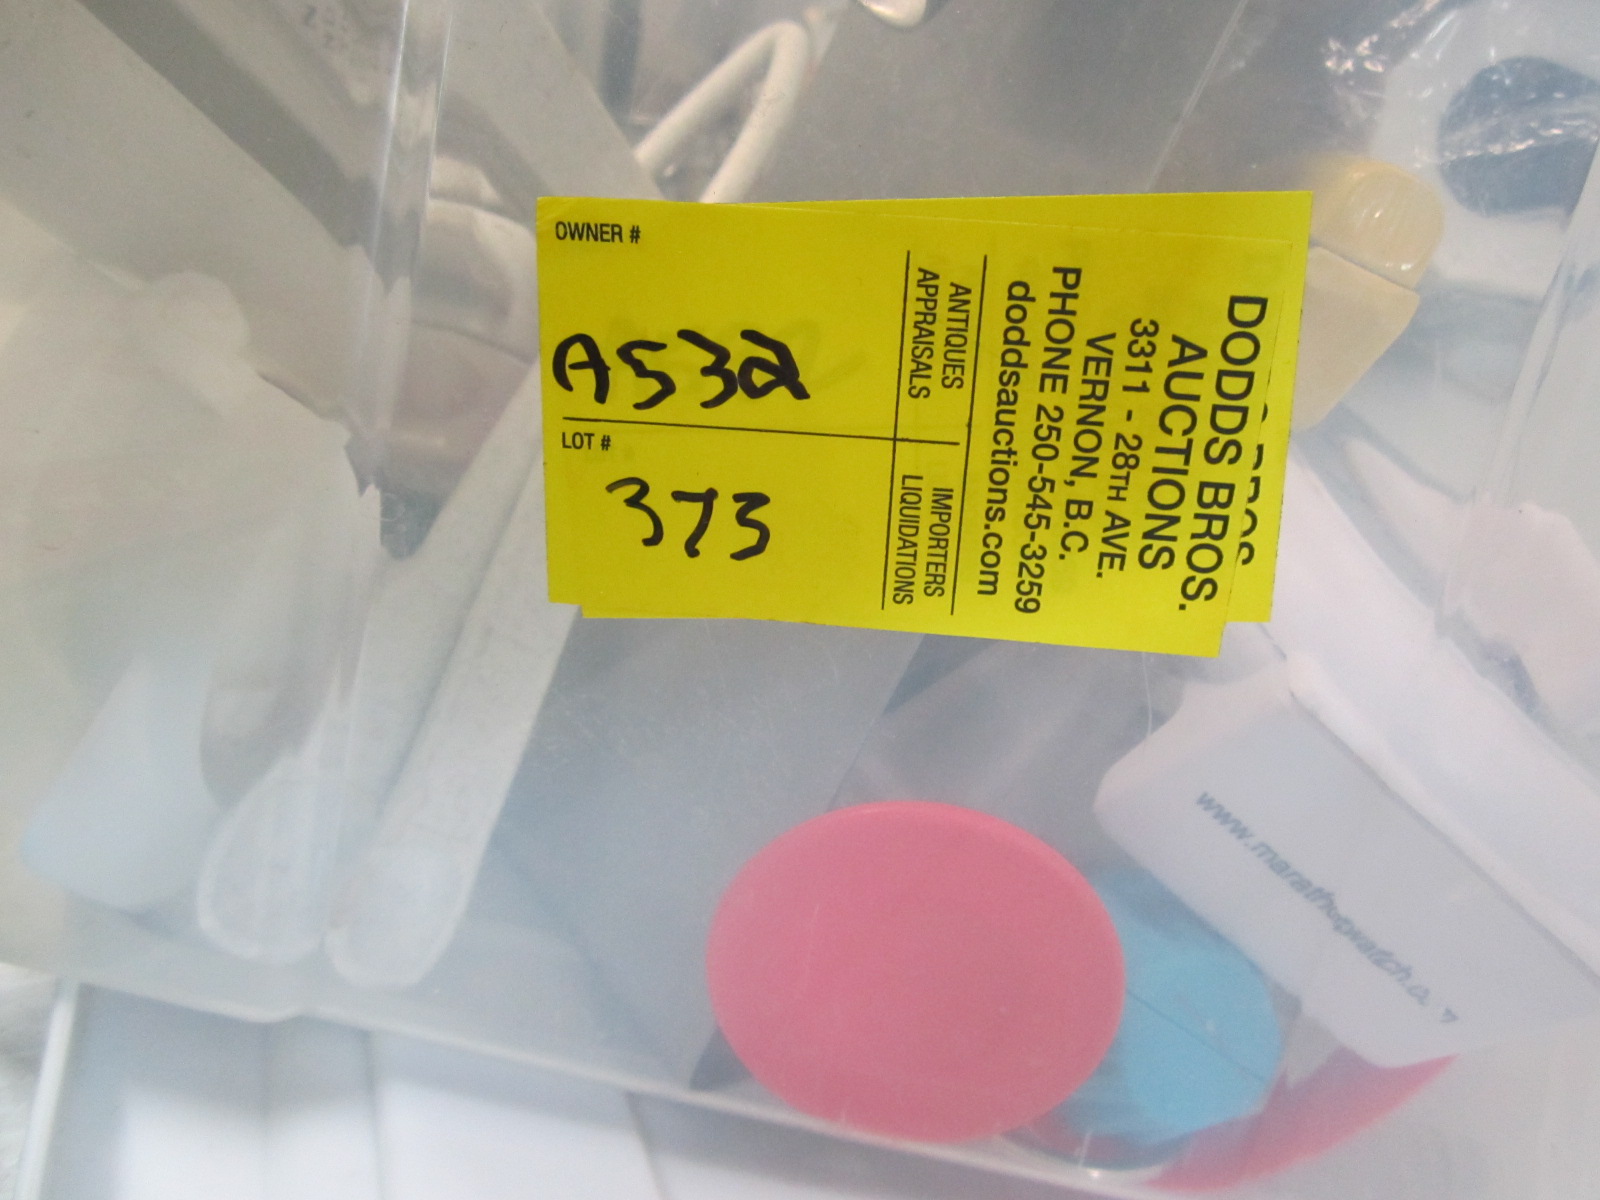 OWNER #
A532
LOT #
373
DODDS BROS.
AUCTIONS
3311 - 28TH AVE.
VERNON, B.C.
PHONE 250-545-3259
doddsauctions.com
ANTIQUES
APPRAISALS
IMPORTERS
LIQUIDATIONS